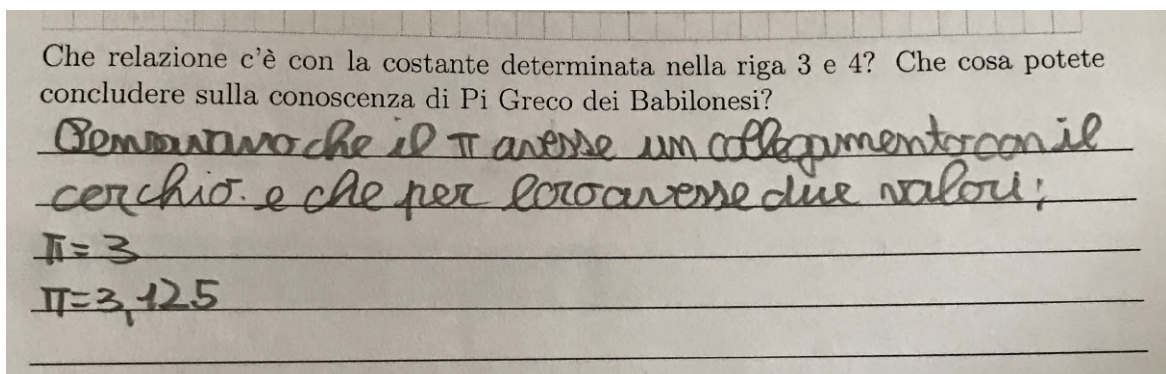 Che relazione c'è con la costante determinata nella riga 3 e 4? Che cosa potete
concludere sulla conoscenza di Pi Greco dei Babilonesi?
Pensavano che il π avesse un collegamento con il
cerchio. e che per loro avesse due valori:
π = 3
π = 3,125